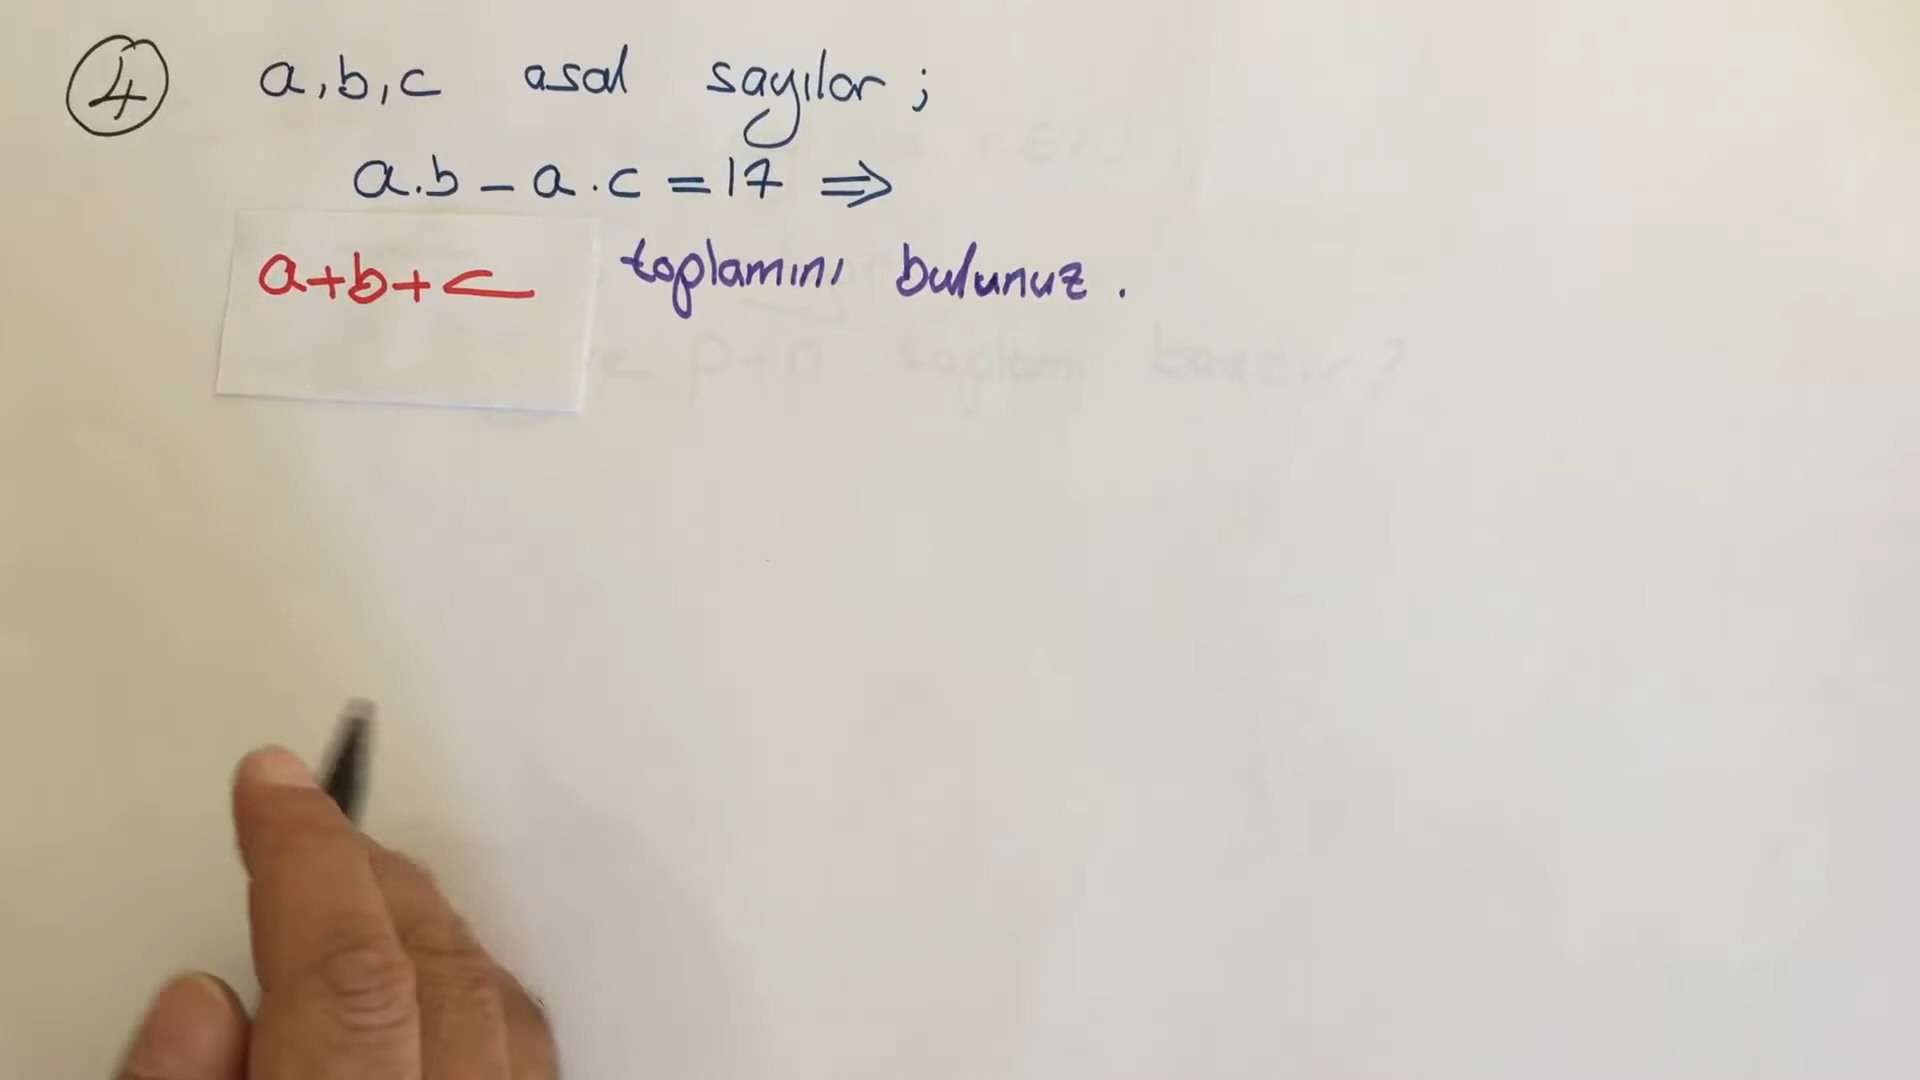 4 a,b,c asal sayılar ;
a.b - a.c = 17 ⇒
a+b+c toplamını bulunuz .